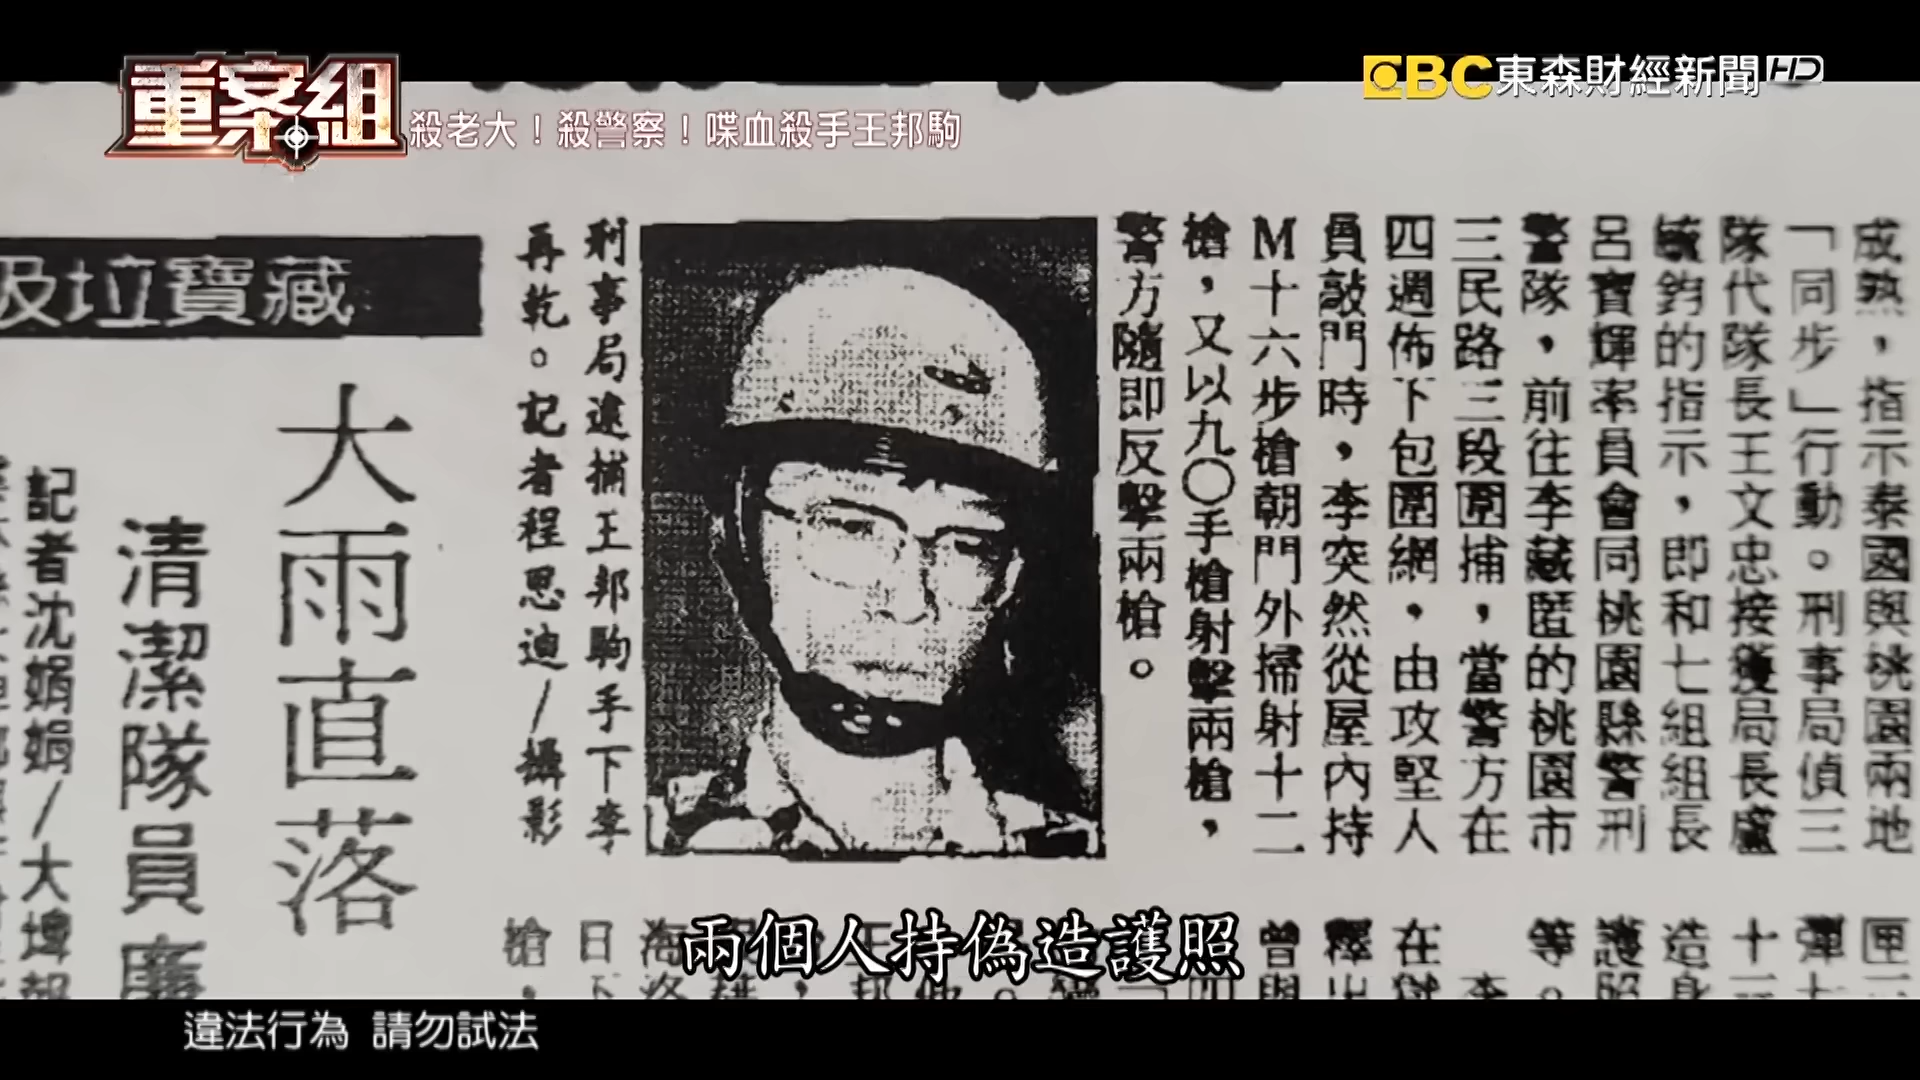 重案組
殺老大！殺警察！喋血殺手王邦駒
EBC東森財經新聞HD
成熟，指示泰國與桃園兩地
「同步」行動。刑事局偵三
隊代隊長王文忠接獲局長盧
毓鈞的指示，即和七組組長
呂寶輝率員會同桃園縣警刑
警隊，前往李藏匿的桃園市
三民路三段圍捕，當警方在
四週佈下包圍網，由攻堅人
員敲門時，李突然從屋內持
M十六步槍朝門外掃射十二
槍，又以九〇手槍射擊兩槍，
警方隨即反擊兩槍。
刑事局逮捕王邦駒手下李
再乾。記者程思迪／攝影
圾垃寶藏
大雨直落
清潔隊員
記者沈娟娟／大埤報
兩個人持偽造護照
違法行為 請勿試法